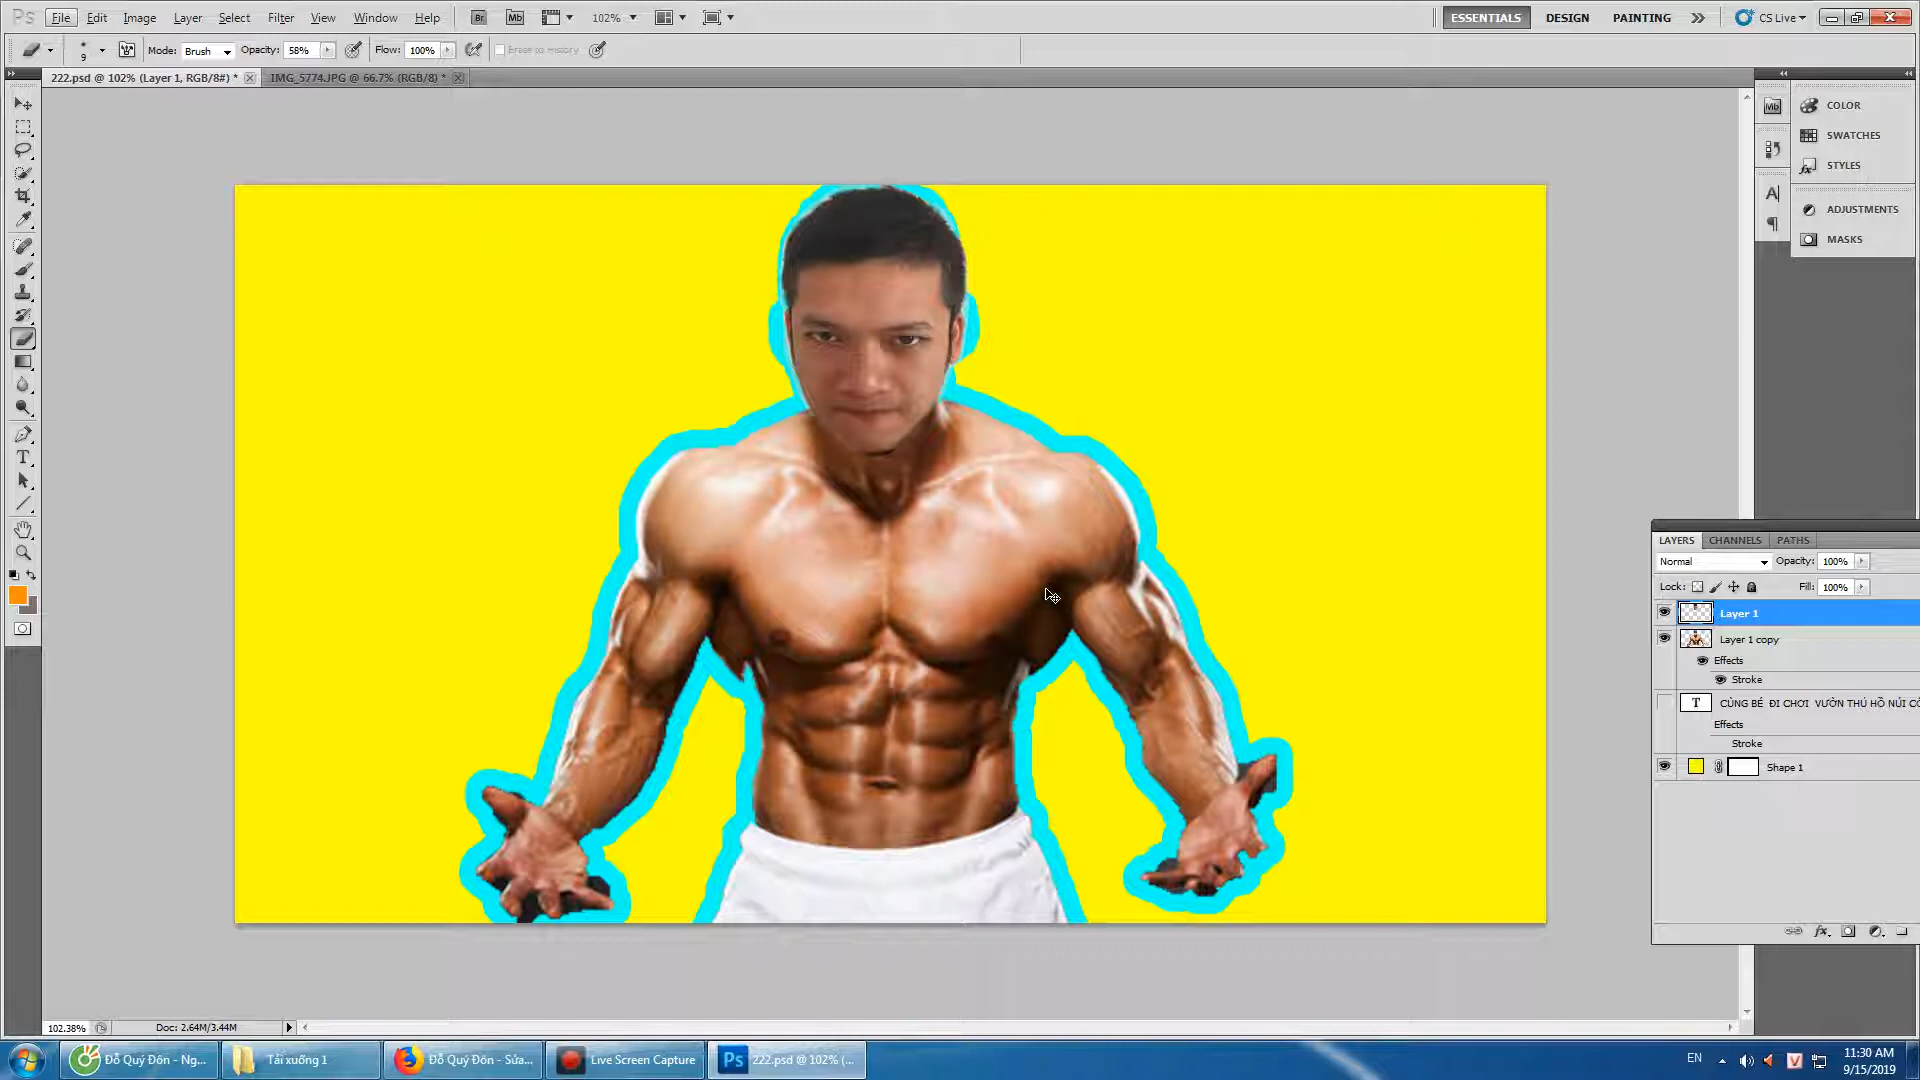 Ps File Edit Image Layer Select Filter View Window Help Br Mb 102% ESSENTIALS DESIGN PAINTING CS Live
9 Mode: Brush Opacity: 58% Flow: 100% Erase to History
222.psd @ 102% (Layer 1, RGB/8#) * IMG_5774.JPG @ 66.7% (RGB/8) *
Mb COLOR
SWATCHES
STYLES
A ADJUSTMENTS
MASKS
T
LAYERS CHANNELS PATHS
Normal Opacity: 100%
Lock: Fill: 100%
Layer 1
Layer 1 copy
Effects
Stroke
T CÙNG BÉ ĐI CHƠI VƯỜN THÚ HỒ NÚI CỐ
Effects
Stroke
Shape 1
fx
102.38% Doc: 2.64M/3.44M
Đỗ Quý Đôn - Ng... Tải xuống 1 Đỗ Quý Đôn - Sửa... Live Screen Capture Ps 222.psd @ 102% (... EN V 11:30 AM
9/15/2019